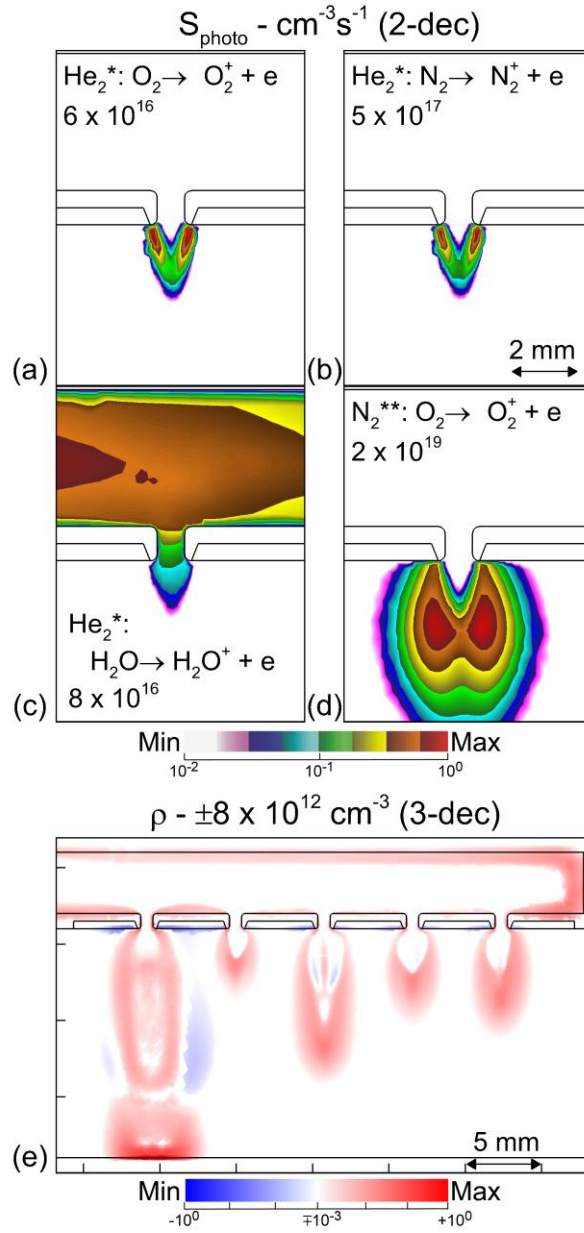 S_photo - cm⁻³s⁻¹ (2-dec)
He₂*: O₂→ O₂⁺ + e
6 x 10¹⁶
He₂*: N₂→ N₂⁺ + e
5 x 10¹⁷
2 mm
(a)
(b)
N₂**: O₂→ O₂⁺ + e
2 x 10¹⁹
He₂*:
H₂O→ H₂O⁺ + e
8 x 10¹⁶
(c)
(d)
Min Max
10⁻² 10⁻¹ 10⁰
ρ - ±8 x 10¹² cm⁻³ (3-dec)
5 mm
(e)
Min Max
-10⁰ ∓10⁻³ +10⁰